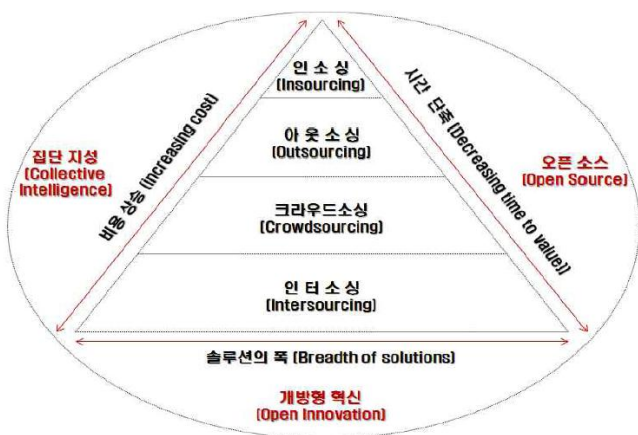 인 소 싱
(Insourcing)
아 웃 소 싱
(Outsourcing)
크라우드소싱
(Crowdsourcing)
인 터 소 싱
(Intersourcing)
비용 상승 (Increasing cost)
시간 단축 (Decreasing time to value))
집단 지성
(Collective
Intelligence)
오픈 소스
(Open Source)
솔루션의 폭 (Breadth of solutions)
개방형 혁신
(Open Innovation)